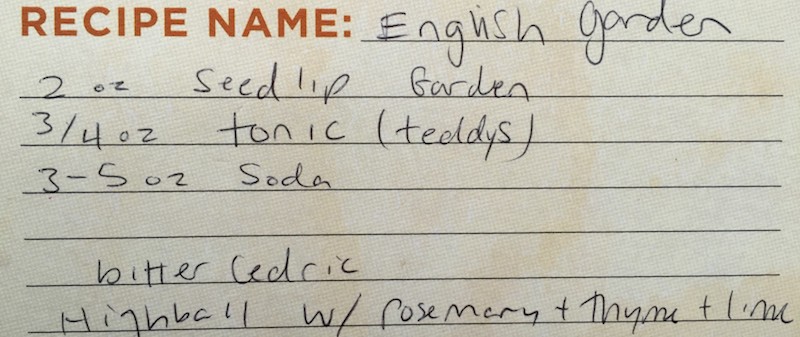 RECIPE NAME: English Garden
2 oz Seedlip Garden
3/4 oz tonic (teddys)
3-5 oz Soda
bitter Cedric
Highball w/ rosemary + thyme + lime